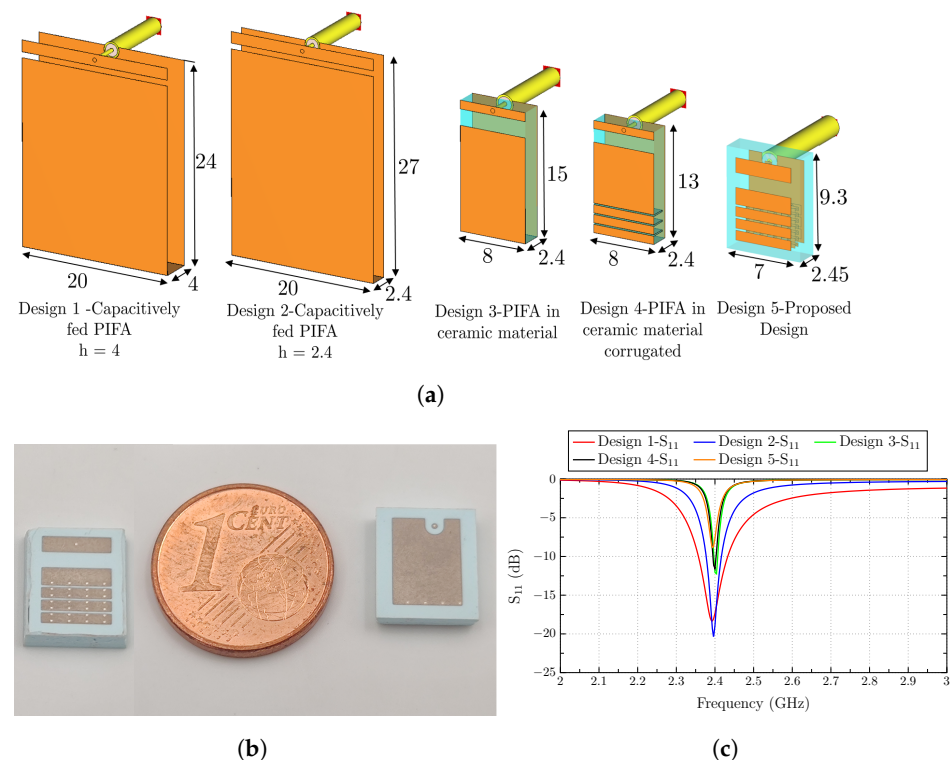 24
20
4
Design 1 -Capacitively
fed PIFA
h = 4
27
20
2.4
Design 2-Capacitively
fed PIFA
h = 2.4
15
8
2.4
Design 3-PIFA in
ceramic material
13
8
2.4
Design 4-PIFA in
ceramic material
corrugated
9.3
7
2.45
Design 5-Proposed
Design
(a)
1
EURO
CENT
(b)
Design 1-S11
Design 2-S11
Design 3-S11
Design 4-S11
Design 5-S11
S11 (dB)
0
−5
−10
−15
−20
−25
2 2.1 2.2 2.3 2.4 2.5 2.6 2.7 2.8 2.9 3
Frequency (GHz)
(c)